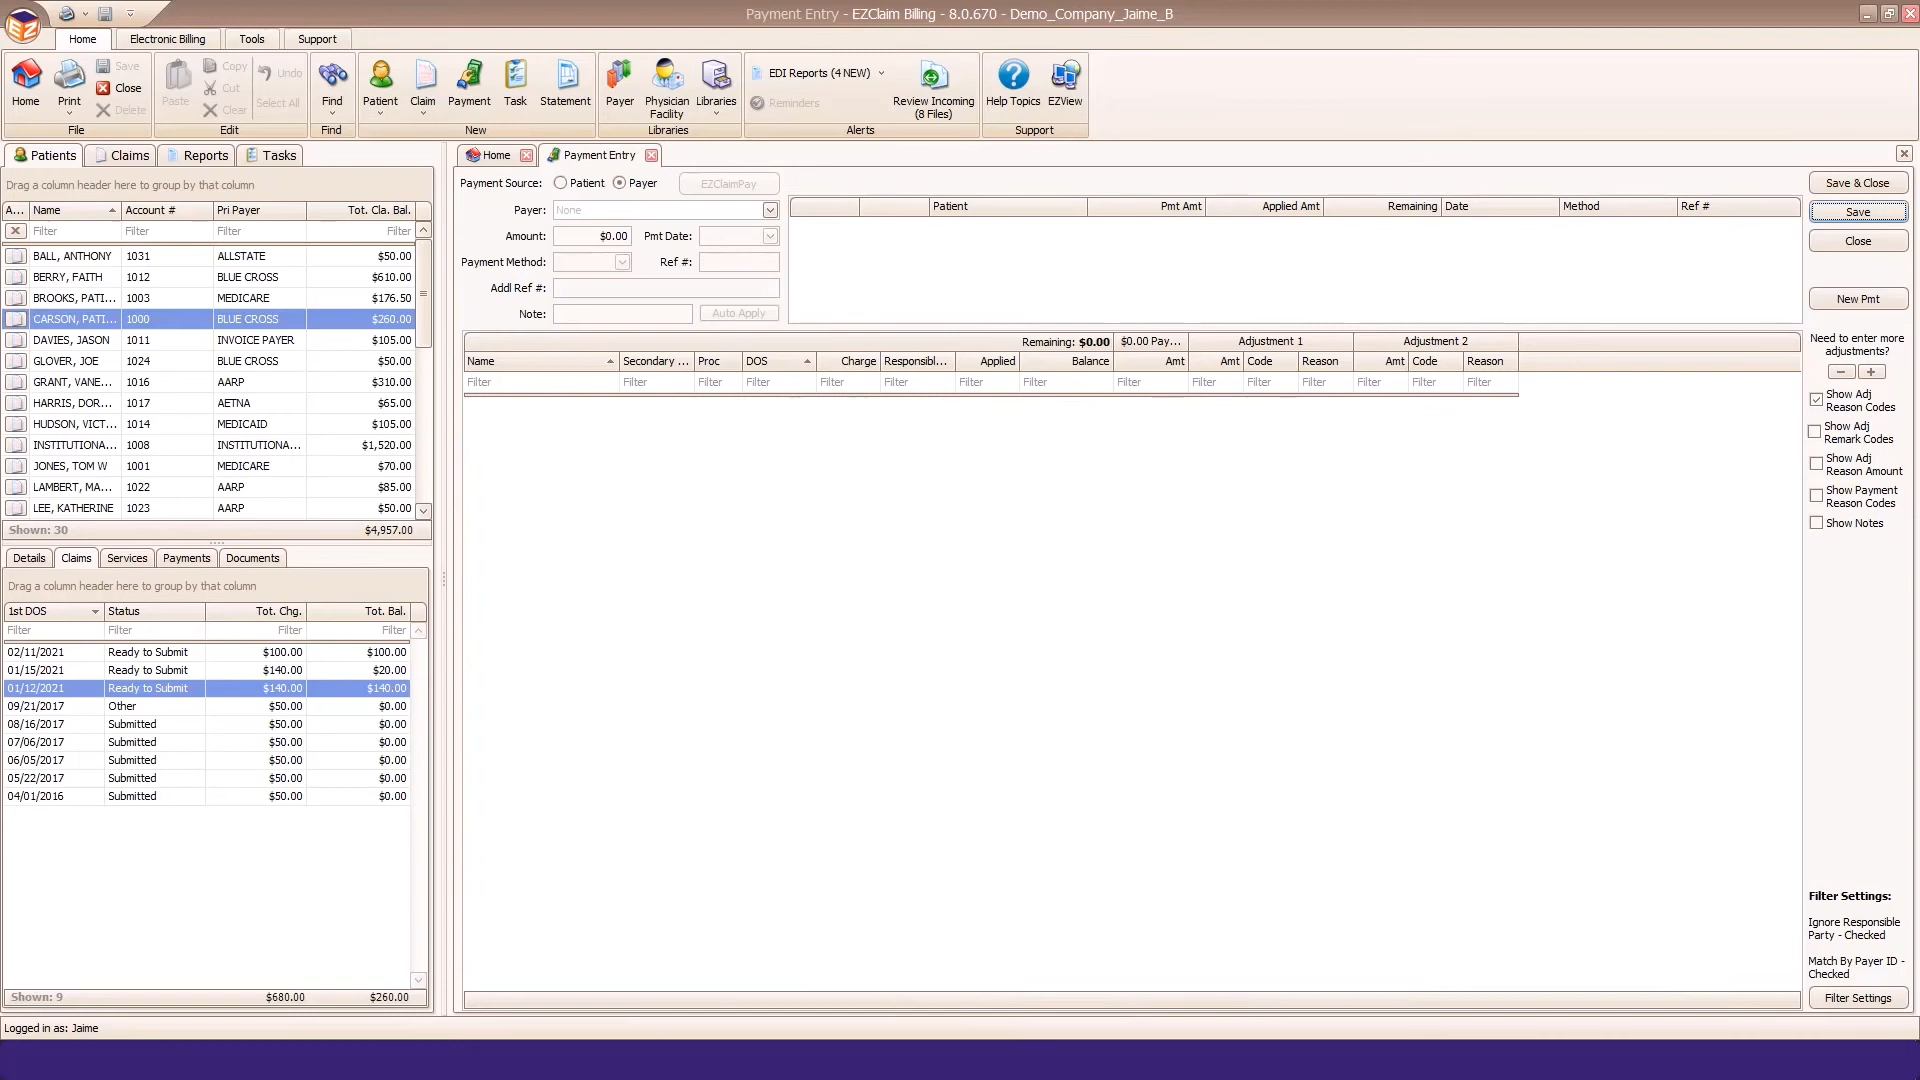 Payment Entry - EZClaim Billing - 8.0.670 - Demo_Company_Jaime_B
EZ
Home Electronic Billing Tools Support
Home Print Save Close Delete
File
Paste Copy Cut Clear Undo Select All
Edit
Find
Find
Patient Claim Payment Task Statement
New
Payer Physician Facility Libraries
Libraries
EDI Reports (4 NEW)
Reminders
Review Incoming (8 Files)
Alerts
Help Topics EZView
Support
Patients Claims Reports Tasks
Drag a column header here to group by that column
A... Name Account # Pri Payer Tot. Cla. Bal.
Filter Filter Filter Filter
BALL, ANTHONY 1031 ALLSTATE $50.00
BERRY, FAITH 1012 BLUE CROSS $610.00
BROOKS, PATI... 1003 MEDICARE $176.50
CARSON, PATI... 1000 BLUE CROSS $260.00
DAVIES, JASON 1011 INVOICE PAYER $105.00
GLOVER, JOE 1024 BLUE CROSS $50.00
GRANT, VANE... 1016 AARP $310.00
HARRIS, DOR... 1017 AETNA $65.00
HUDSON, VICT... 1014 MEDICAID $105.00
INSTITUTIONA... 1008 INSTITUTIONA... $1,520.00
JONES, TOM W 1001 MEDICARE $70.00
LAMBERT, MA... 1022 AARP $85.00
LEE, KATHERINE 1023 AARP $50.00
Shown: 30 $4,957.00
Details Claims Services Payments Documents
Drag a column header here to group by that column
1st DOS Status Tot. Chg. Tot. Bal.
Filter Filter Filter Filter
02/11/2021 Ready to Submit $100.00 $100.00
01/15/2021 Ready to Submit $140.00 $20.00
01/12/2021 Ready to Submit $140.00 $140.00
09/21/2017 Other $50.00 $0.00
08/16/2017 Submitted $50.00 $0.00
07/06/2017 Submitted $50.00 $0.00
06/05/2017 Submitted $50.00 $0.00
05/22/2017 Submitted $50.00 $0.00
04/01/2016 Submitted $50.00 $0.00
Shown: 9 $680.00 $260.00
Home Payment Entry
Payment Source: Patient Payer EZClaimPay
Payer: None
Amount: $0.00 Pmt Date:
Payment Method: Ref #:
Addl Ref #:
Note: Auto Apply
Patient Pmt Amt Applied Amt Remaining Date Method Ref #
Remaining: $0.00 $0.00 Pay... Adjustment 1 Adjustment 2
Name Secondary ... Proc DOS Charge Responsibl... Applied Balance Amt Amt Code Reason Amt Code Reason
Filter Filter Filter Filter Filter Filter Filter Filter Filter Filter Filter Filter Filter Filter Filter
Save & Close
Save
Close
New Pmt
Need to enter more
adjustments?
Show Adj
Reason Codes
Show Adj
Remark Codes
Show Adj
Reason Amount
Show Payment
Reason Codes
Show Notes
Filter Settings:
Ignore Responsible
Party - Checked
Match By Payer ID -
Checked
Filter Settings
Logged in as: Jaime